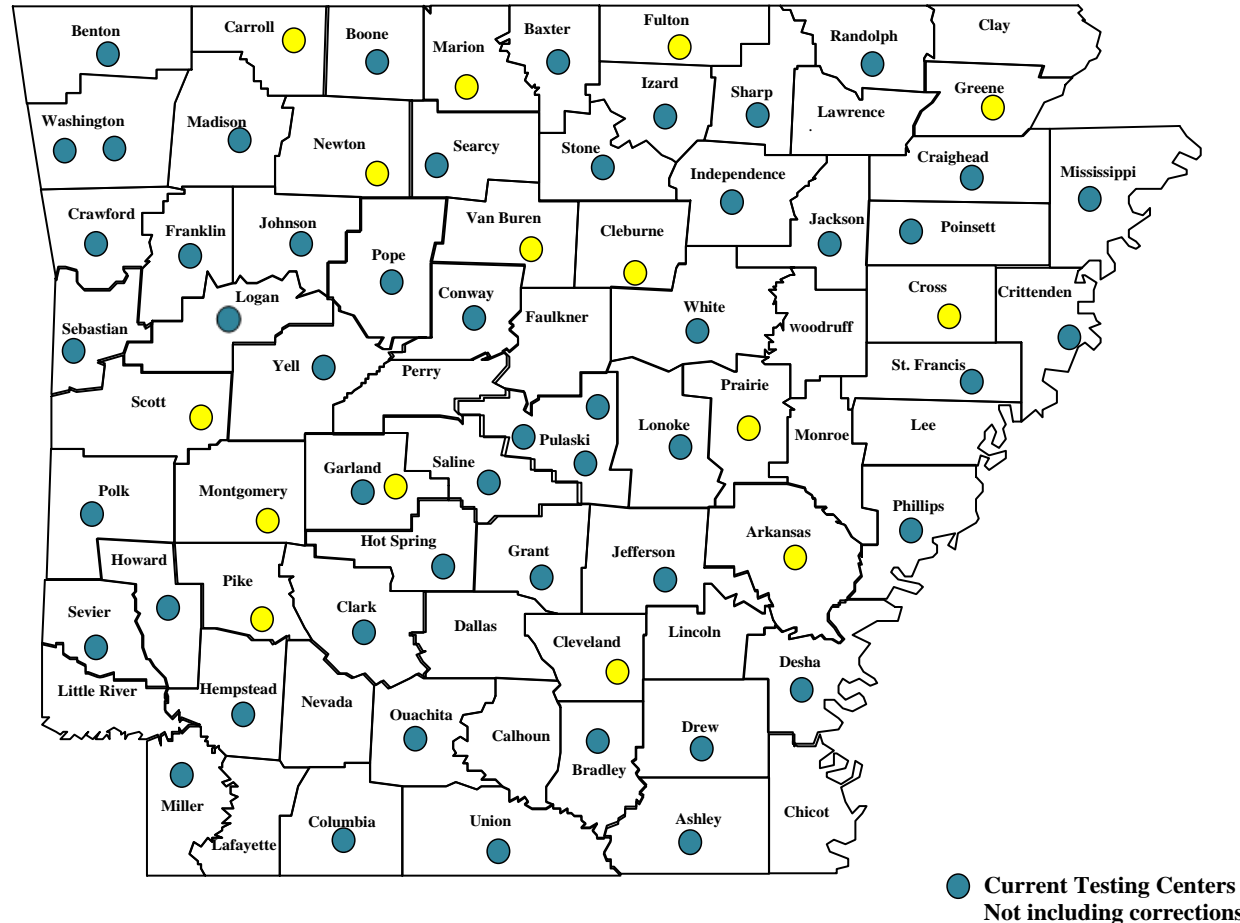 Benton
Carroll
Boone
Marion
Baxter
Fulton
Randolph
Clay
Izard
Sharp
Lawrence
Greene
Washington
Madison
Newton
Searcy
Stone
Independence
Craighead
Mississippi
Crawford
Franklin
Johnson
Pope
Van Buren
Cleburne
Jackson
Poinsett
Logan
Conway
Faulkner
White
woodruff
Cross
Crittenden
Sebastian
Yell
Perry
St. Francis
Scott
Prairie
Pulaski
Lonoke
Monroe
Lee
Polk
Montgomery
Garland
Saline
Phillips
Hot Spring
Grant
Jefferson
Arkansas
Howard
Pike
Sevier
Clark
Dallas
Cleveland
Lincoln
Desha
Little River
Hempstead
Nevada
Ouachita
Calhoun
Bradley
Drew
Miller
Lafayette
Columbia
Union
Ashley
Chicot
Current Testing Centers
Not including corrections